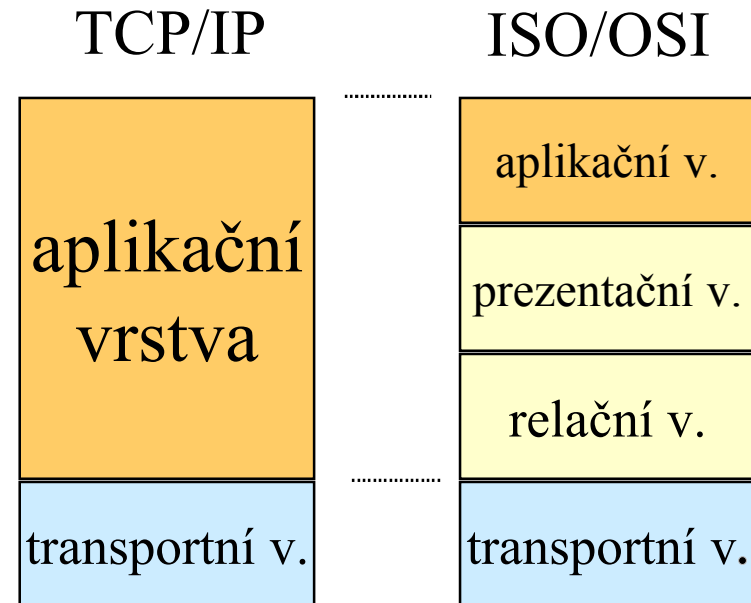 TCP/IP
ISO/OSI
aplikační
vrstva
transportní v.
aplikační v.
prezentační v.
relační v.
transportní v.